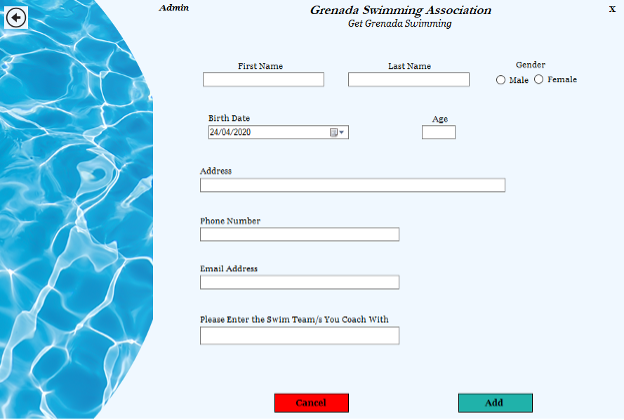 Admin
Grenada Swimming Association
X
Get Grenada Swimming
First Name
Last Name
Gender
Male
Female
Birth Date
Age
24/04/2020
Address
Phone Number
Email Address
Please Enter the Swim Team/s You Coach With
Cancel
Add